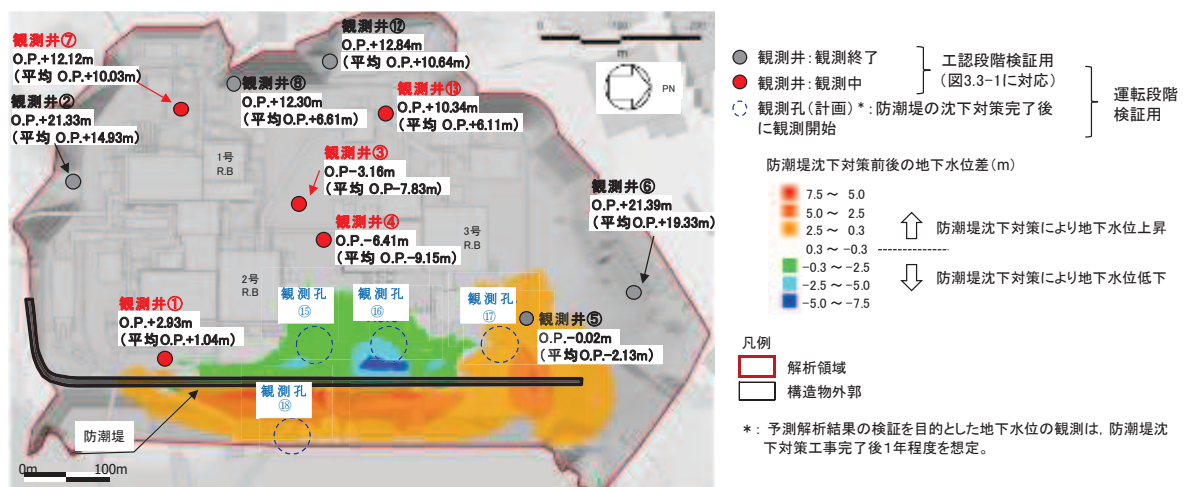 観測井⑦
O.P.+12.12m
(平均 O.P.+10.03m)
観測井②
O.P.+21.33m
(平均 O.P.+14.93m)
観測井⑫
O.P.+12.84m
(平均 O.P.+10.64m)
観測井⑧
O.P.+12.30m
(平均 O.P.+6.61m)
観測井⑬
O.P.+10.34m
(平均 O.P.+6.11m)
観測井③
O.P-3.16m
(平均 O.P-7.83m)
観測井④
O.P.-6.41m
(平均 O.P.-9.15m)
観測井⑥
O.P.+21.39m
(平均 O.P.+19.33m)
観測井①
O.P.+2.93m
(平均O.P.+1.04m)
観測井⑤
O.P.-0.02m
(平均O.P.-2.13m)
1号
R.B
2号
R.B
3号
R.B
観測孔
⑮
観測孔
⑯
観測孔
⑰
観測孔
⑱
防潮堤
0m 100m
0 100 200
m
PN
観測井:観測終了
観測井:観測中
工認段階検証用
(図3.3-1に対応)
観測孔(計画)*:防潮堤の沈下対策完了後
に観測開始
運転段階
検証用
防潮堤沈下対策前後の地下水位差(m)
7.5 ~ 5.0
5.0 ~ 2.5
2.5 ~ 0.3
0.3 ~ -0.3
-0.3 ~ -2.5
-2.5 ~ -5.0
-5.0 ~ -7.5
防潮堤沈下対策により地下水位上昇
防潮堤沈下対策により地下水位低下
凡例
解析領域
構造物外郭
*: 予測解析結果の検証を目的とした地下水位の観測は,防潮堤沈
下対策工事完了後1年程度を想定。